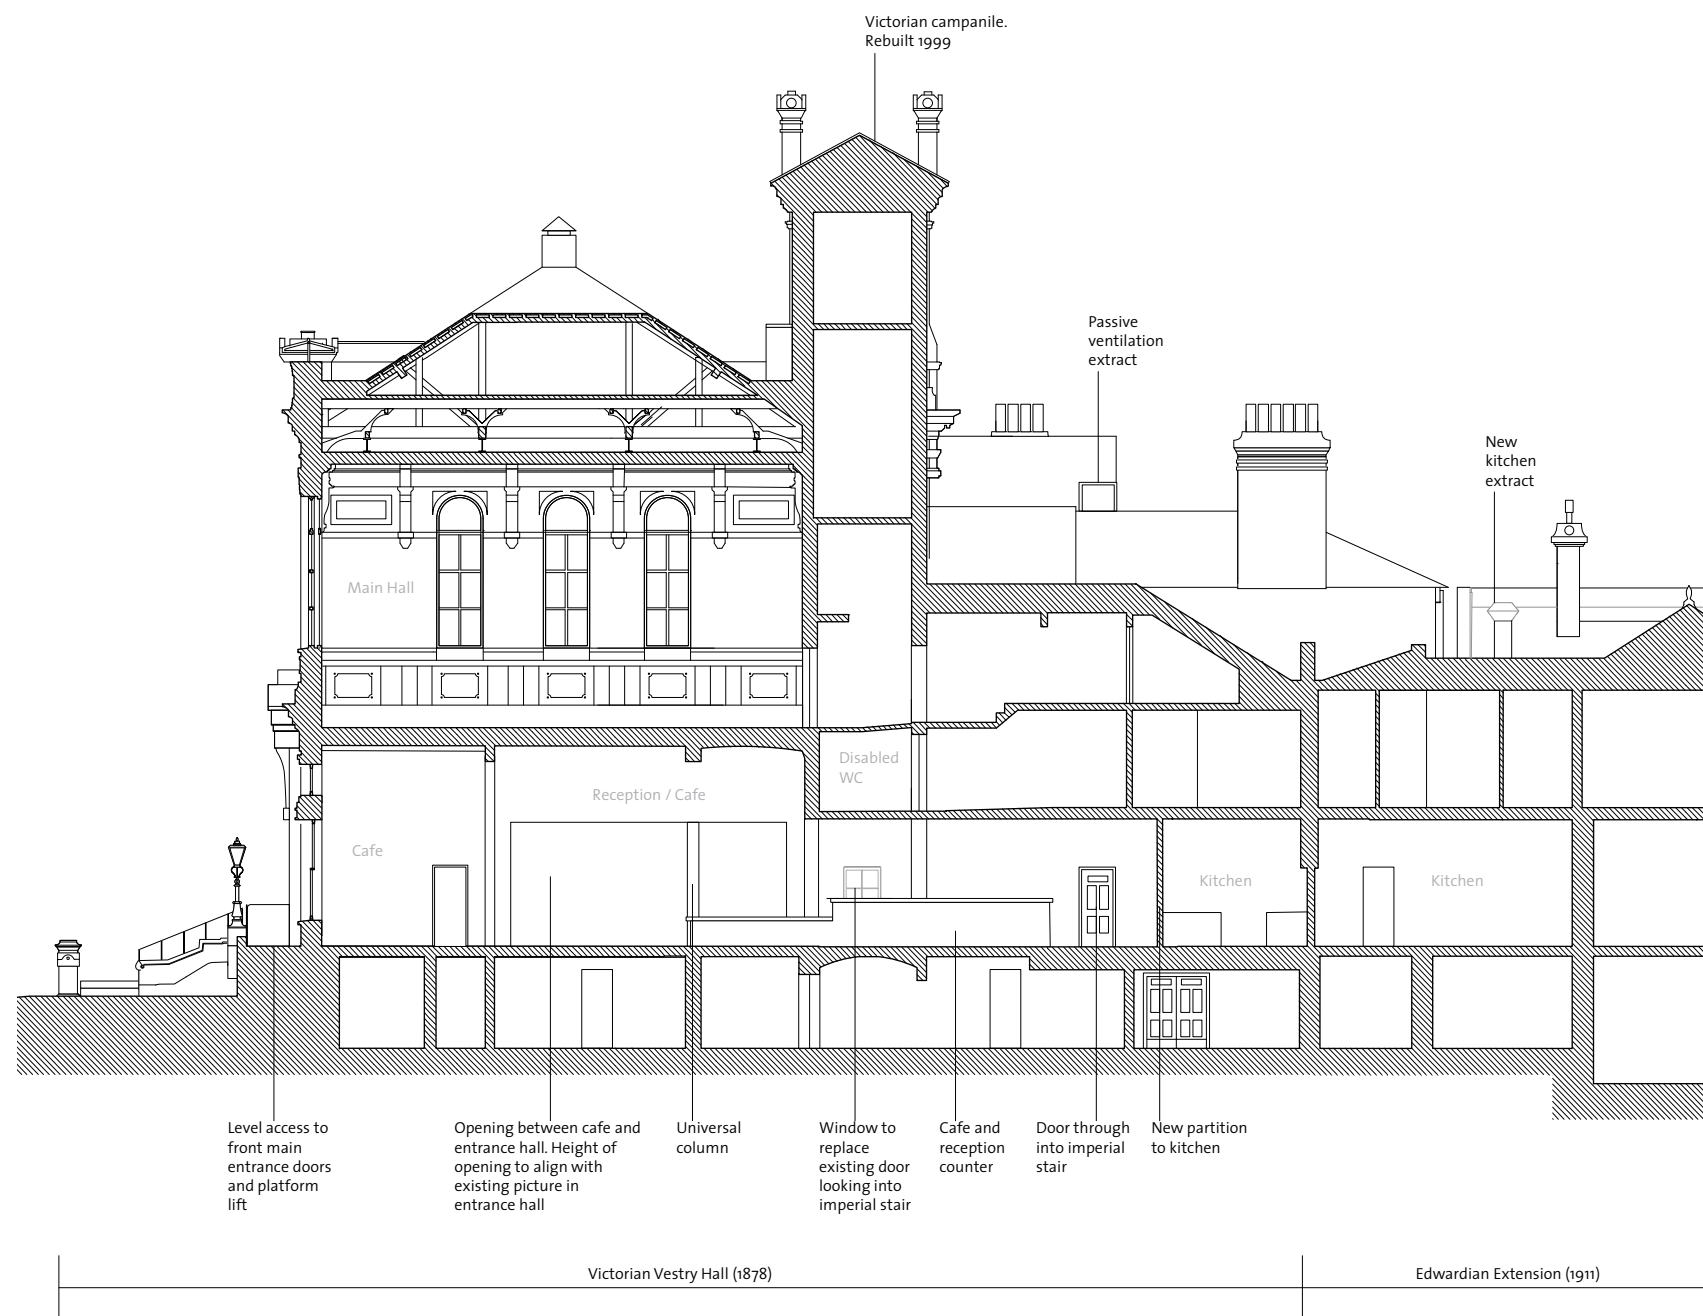 Victorian campanile.
Rebuilt 1999
Passive
ventilation
extract
New
kitchen
extract
Main Hall
Disabled
WC
Reception / Cafe
Cafe
Kitchen
Kitchen
Level access to
front main
entrance doors
and platform
lift
Opening between cafe and
entrance hall. Height of
opening to align with
existing picture in
entrance hall
Universal
column
Window to
replace
existing door
looking into
imperial stair
Cafe and
reception
counter
Door through
into imperial
stair
New partition
to kitchen
Victorian Vestry Hall (1878)
Edwardian Extension (1911)